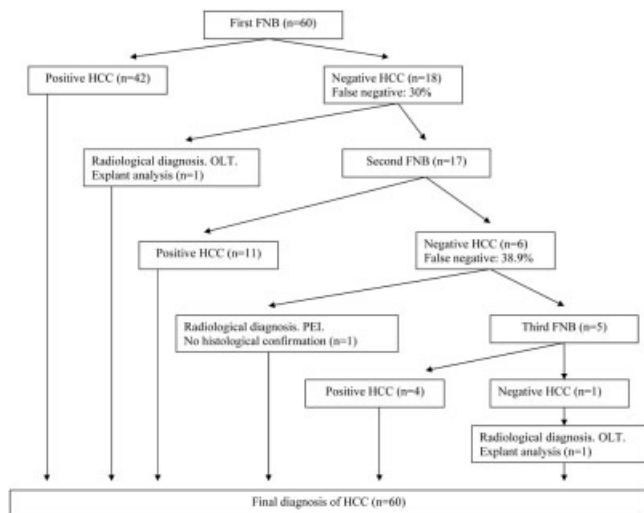 First FNB (n=60)
Positive HCC (n=42)
Negative HCC (n=18)
False negative: 30%
Radiological diagnosis. OLT.
Explant analysis (n=1)
Second FNB (n=17)
Positive HCC (n=11)
Negative HCC (n=6)
False negative: 38.9%
Radiological diagnosis. PEI.
No histological confirmation (n=1)
Third FNB (n=5)
Positive HCC (n=4)
Negative HCC (n=1)
Radiological diagnosis. OLT.
Explant analysis (n=1)
Final diagnosis of HCC (n=60)